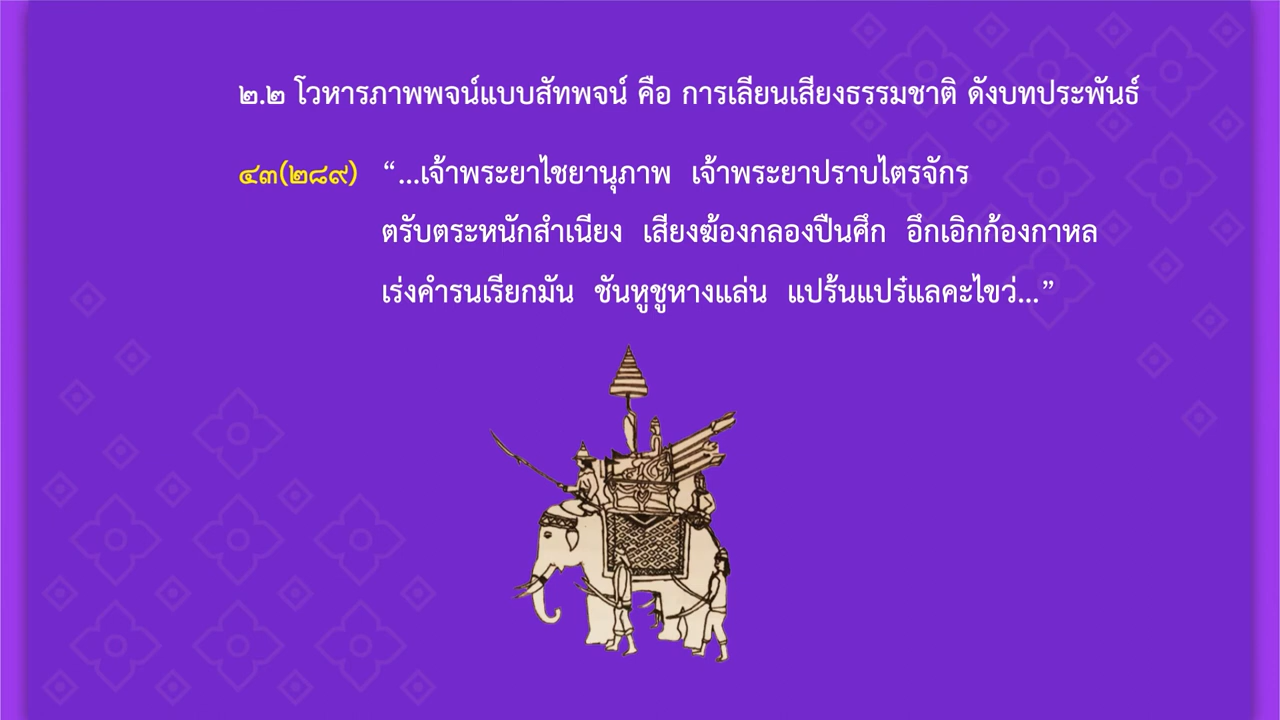 ๒.๒ โวหารภาพพจน์แบบสัทพจน์ คือ การเลียนเสียงธรรมชาติ ดังบทประพันธ์
๔๓(๒๘๙) “...เจ้าพระยาไชยานุภาพ เจ้าพระยาปราบไตรจักร
ตรับตระหนักสำเนียง เสียงฆ้องกลองปืนศึก อึกเอิกก้องกาหล
เร่งคำรนเรียกมัน ชันหูชูหางแล่น แปร้นแปร๋แลคะไขว่...”